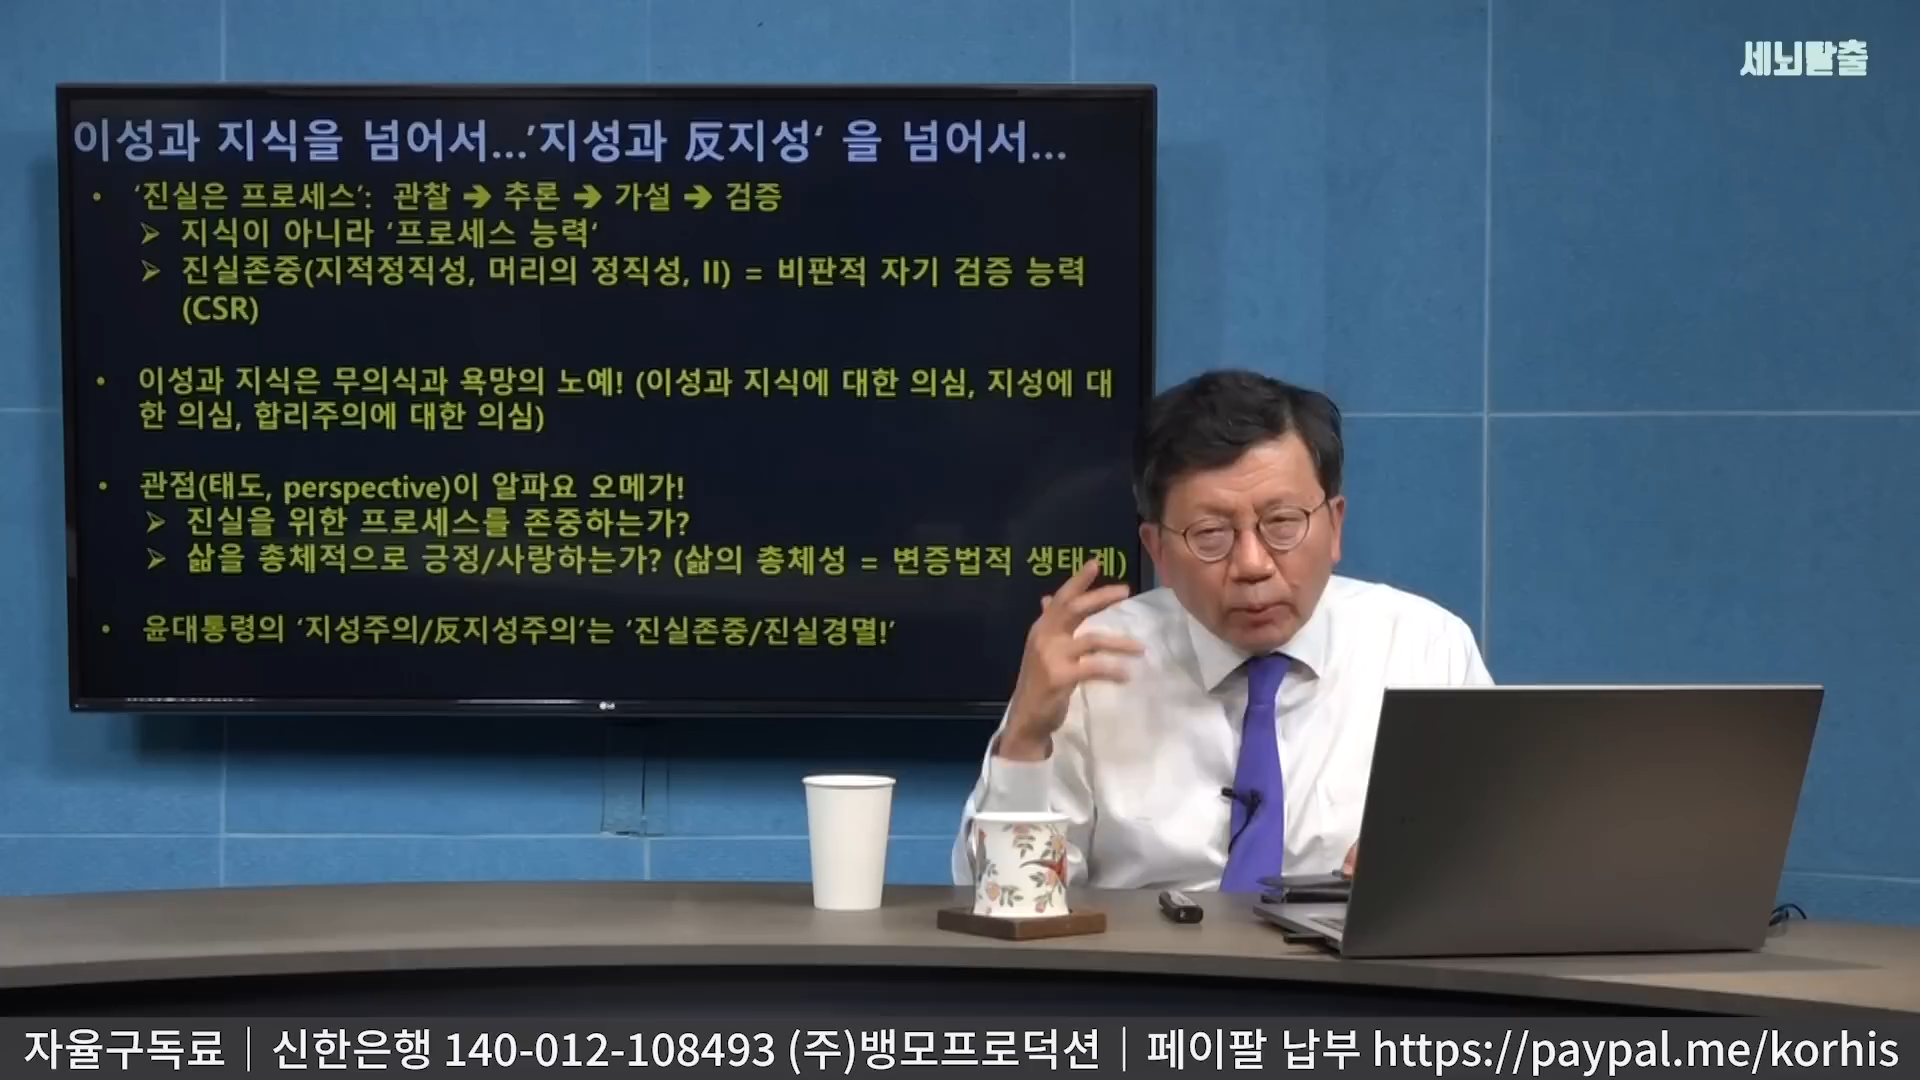 세뇌탈출
이성과 지식을 넘어서...’지성과 反지성‘ 을 넘어서...
• ‘진실은 프로세스’: 관찰 ➔ 추론 ➔ 가설 ➔ 검증
➢ 지식이 아니라 ‘프로세스 능력‘
➢ 진실존중(지적정직성, 머리의 정직성, II) = 비판적 자기 검증 능력
(CSR)
• 이성과 지식은 무의식과 욕망의 노예! (이성과 지식에 대한 의심, 지성에 대
한 의심, 합리주의에 대한 의심)
• 관점(태도, perspective)이 알파요 오메가!
➢ 진실을 위한 프로세스를 존중하는가?
➢ 삶을 총체적으로 긍정/사랑하는가? (삶의 총체성 = 변증법적 생태계)
• 윤대통령의 ‘지성주의/反지성주의’는 ‘진실존중/진실경멸!’
LG
자율구독료 | 신한은행 140-012-108493 (주)뱅모프로덕션 | 페이팔 납부 https://paypal.me/korhis